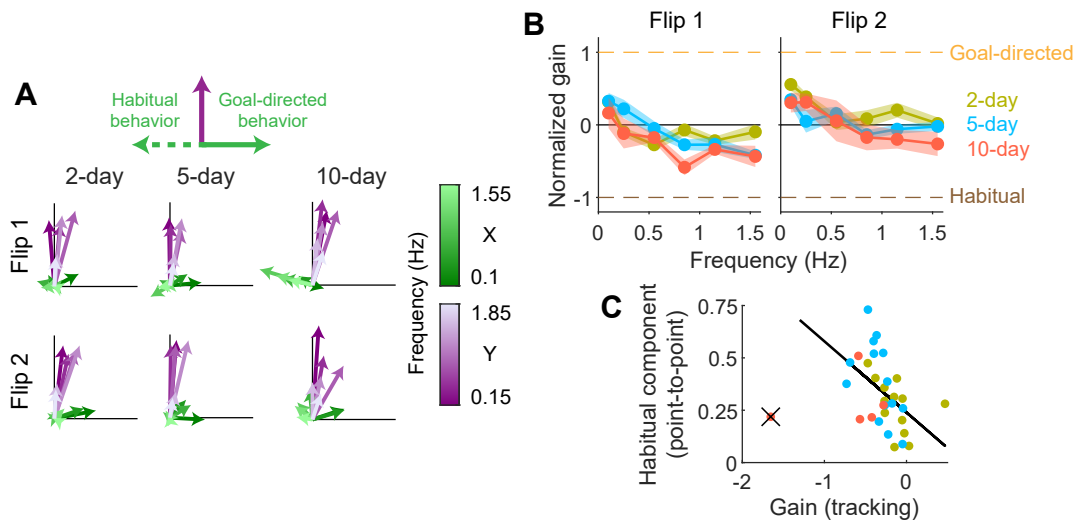 A
Habitual
behavior
Goal-directed
behavior
2-day
5-day
10-day
Flip 1
Flip 2
Frequency (Hz)
1.55
X
0.1
1.85
Y
0.15
B
Flip 1
Flip 2
Normalized gain
1
0
-1
Goal-directed
2-day
5-day
10-day
Habitual
0
0.5
1
1.5
0
0.5
1
1.5
Frequency (Hz)
C
Habitual component
(point-to-point)
0.75
0.5
0.25
0
-2
-1
0
Gain (tracking)